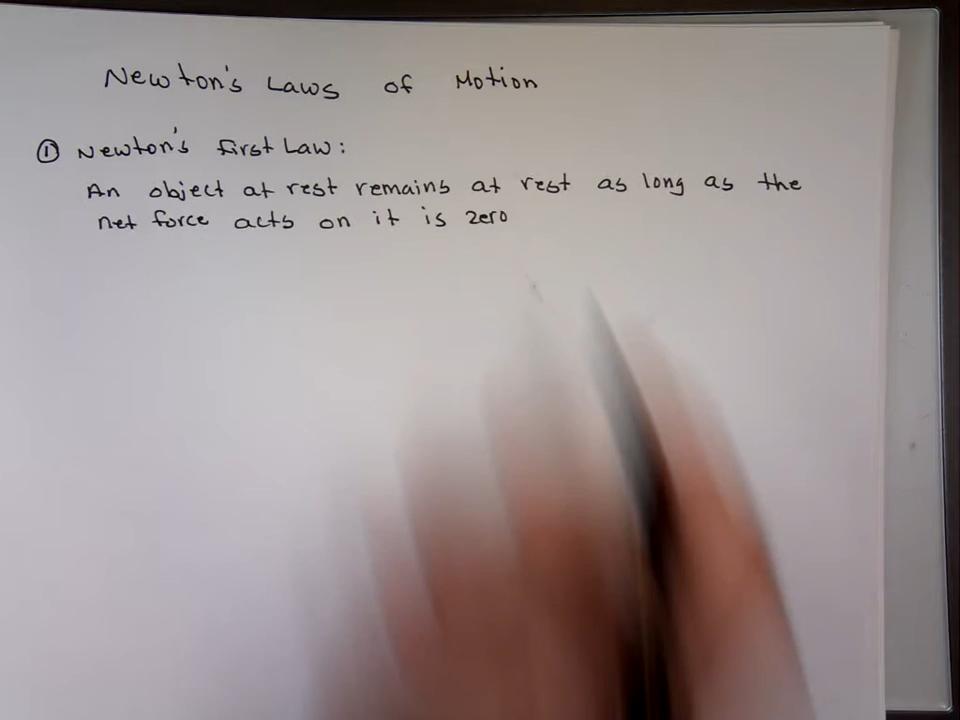 Newton's Laws of Motion
① Newton's First Law:
An object at rest remains at rest as long as the
net force acts on it is zero